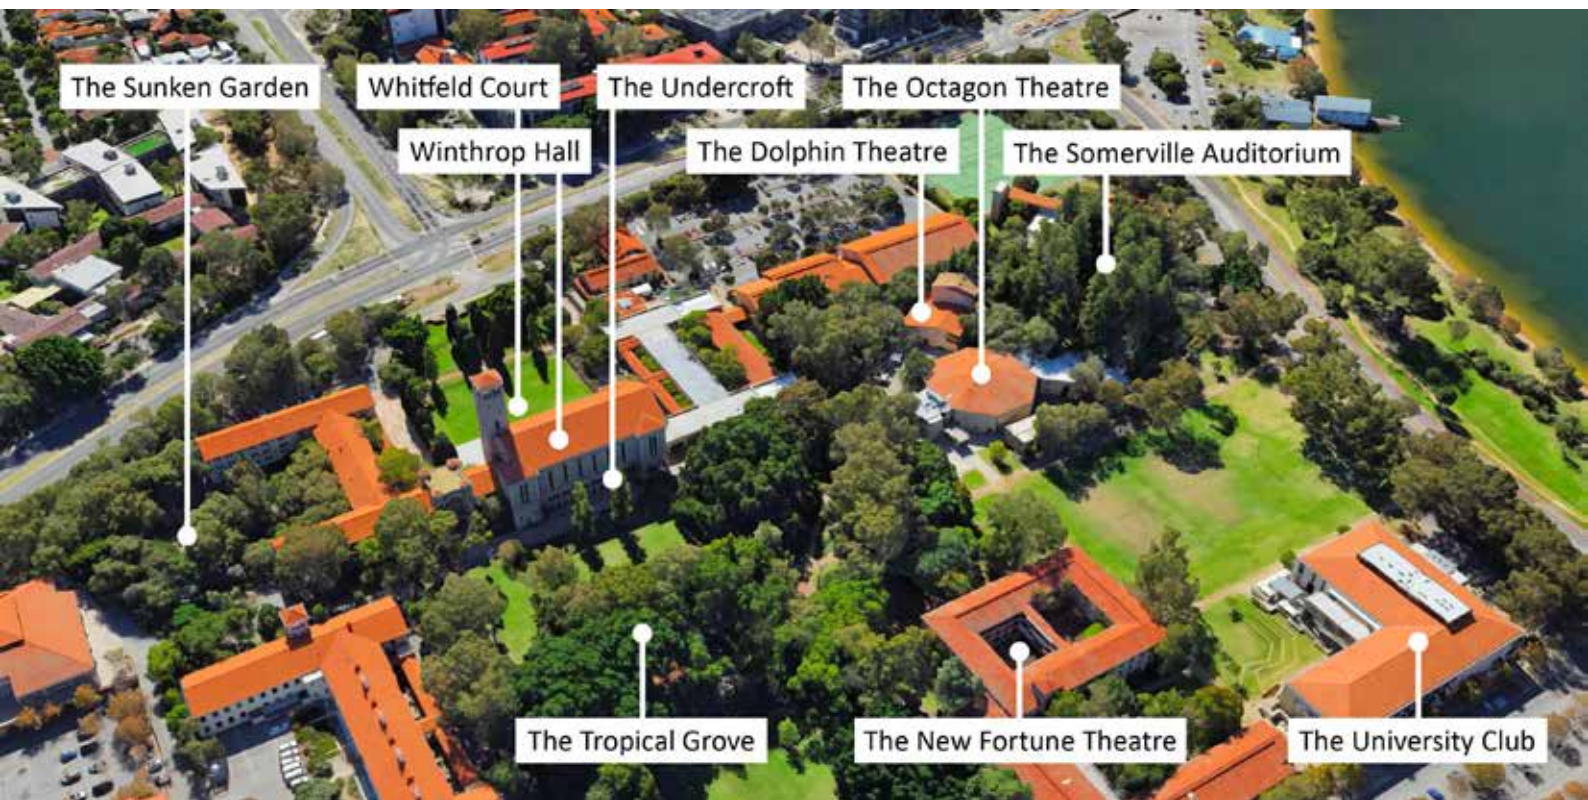 The Sunken Garden
Whitfeld Court
The Undercroft
The Octagon Theatre
Winthrop Hall
The Dolphin Theatre
The Somerville Auditorium
The Tropical Grove
The New Fortune Theatre
The University Club